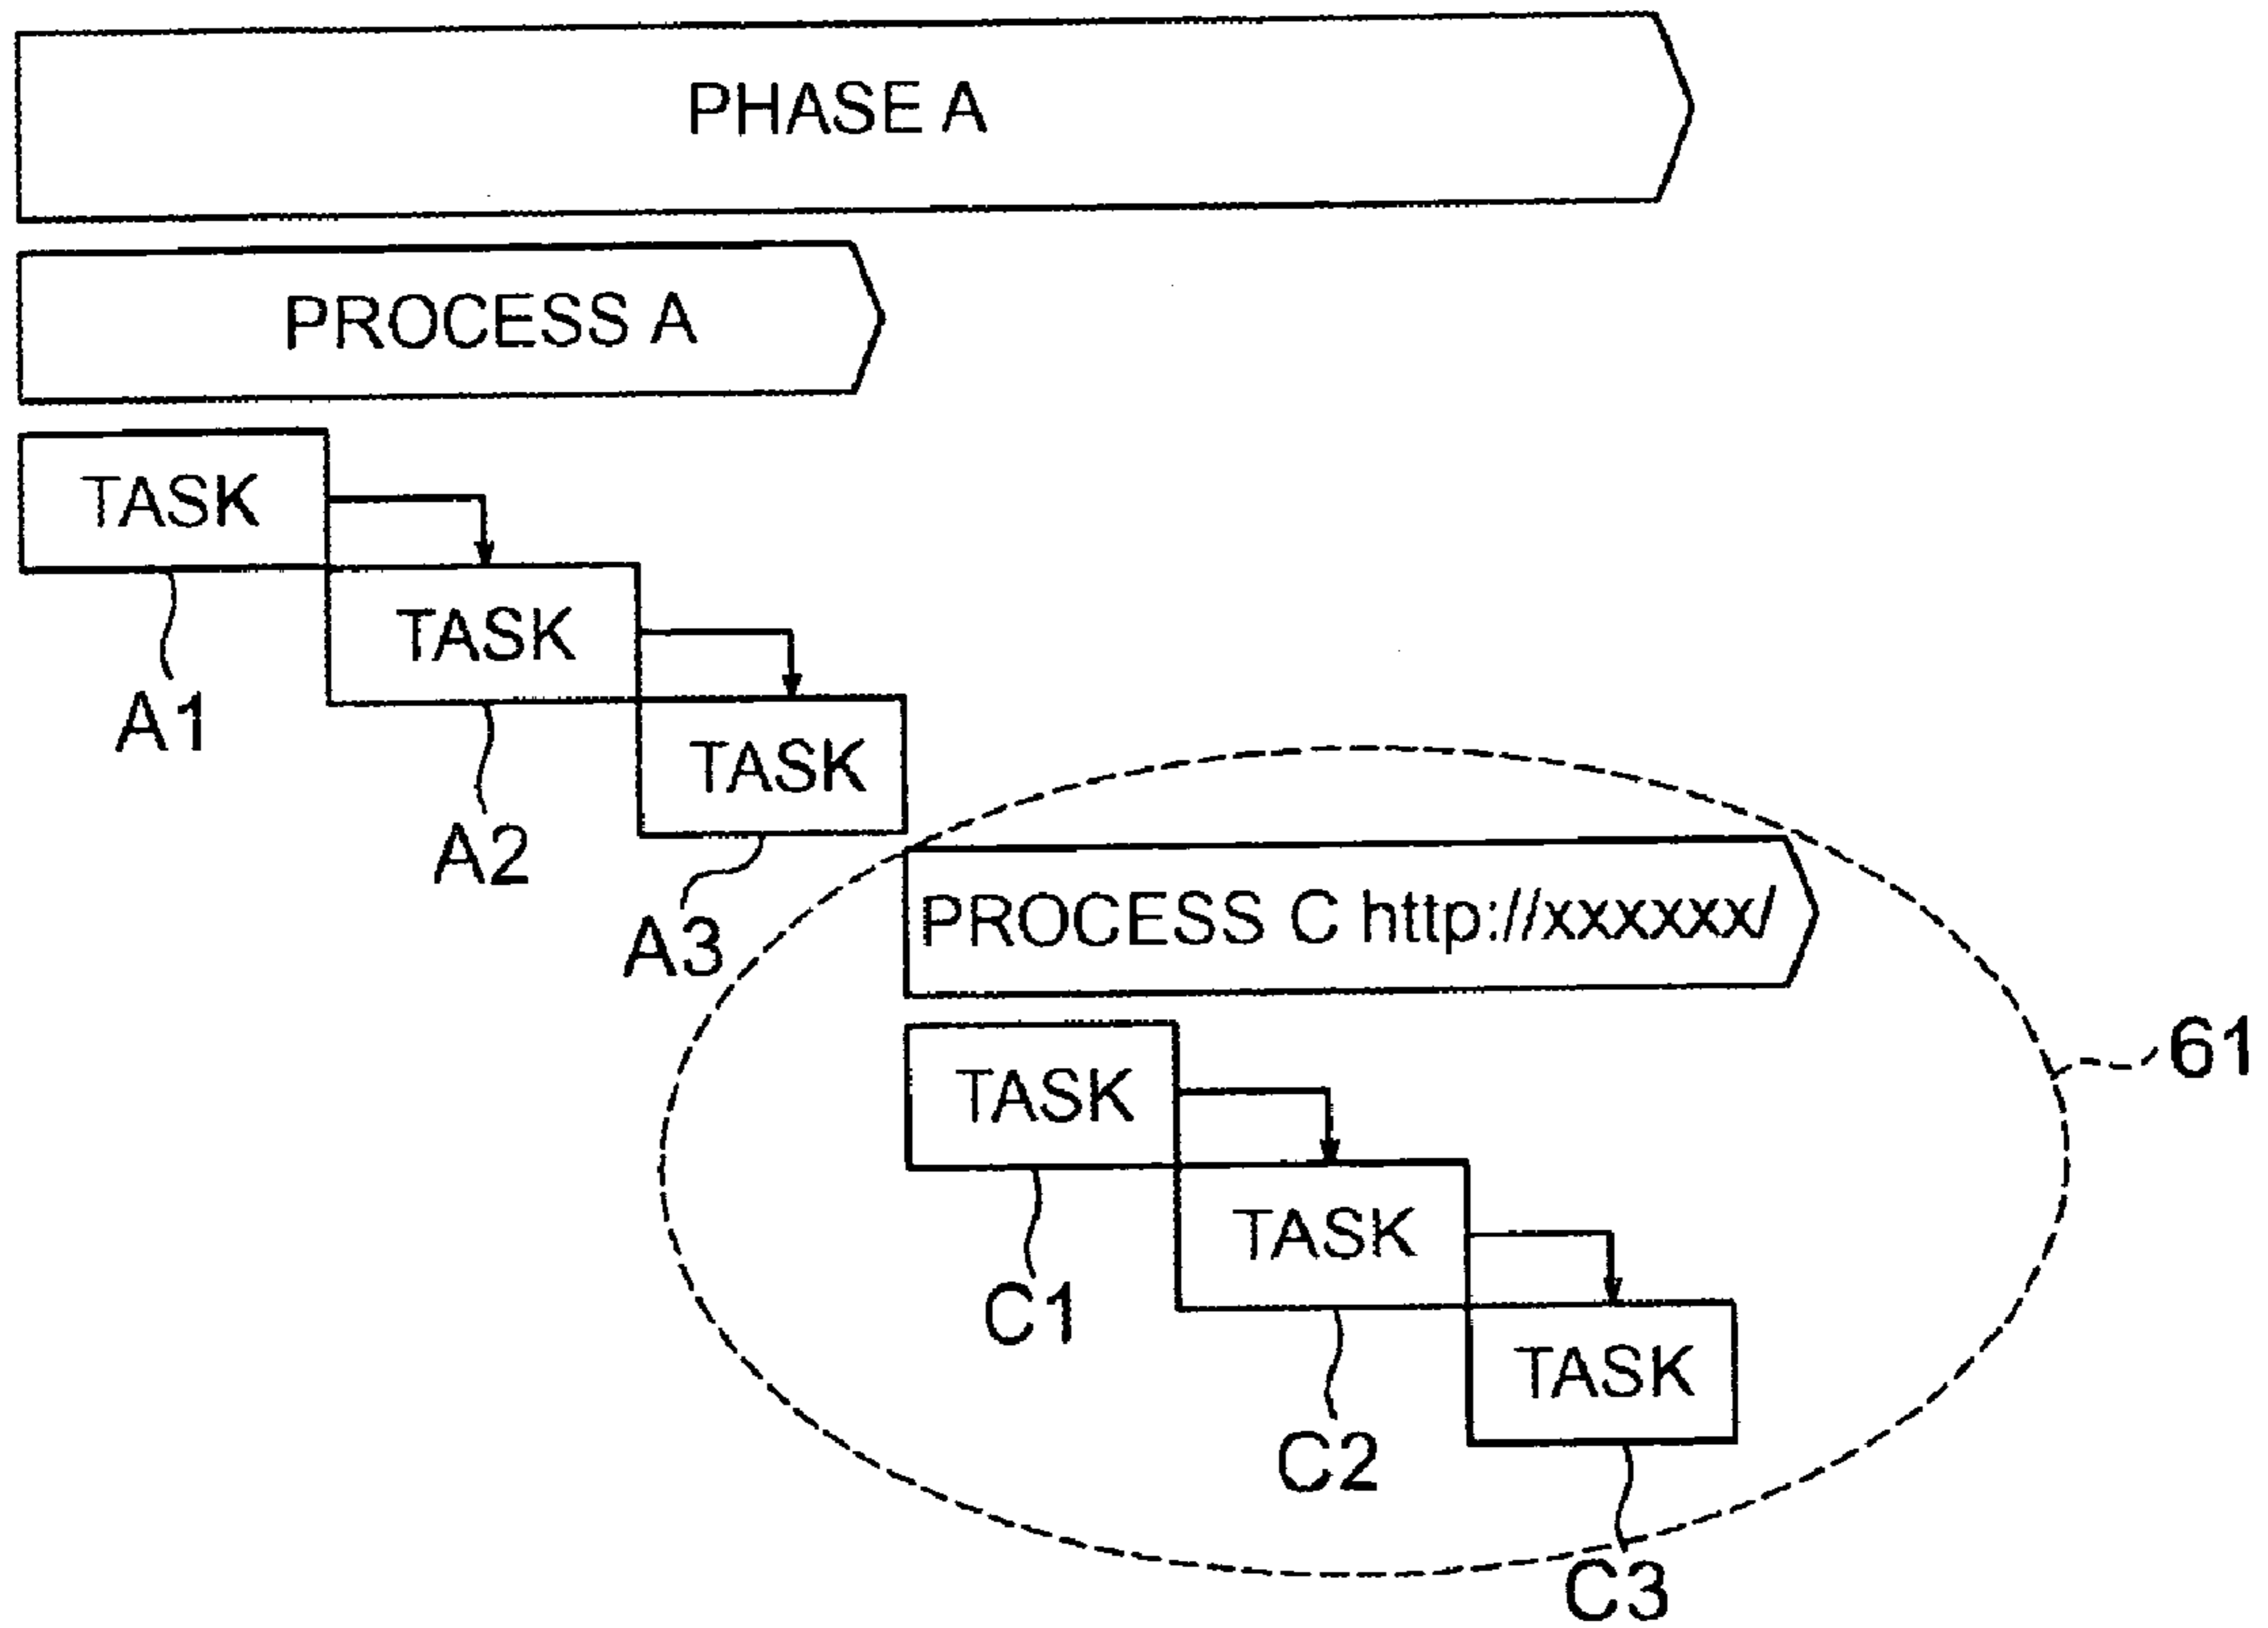 PHASE A
PROCESS A
TASK
TASK
A1
TASK
A2
PROCESS C http://xxxxxx/
A3
61
TASK
TASK
C1
TASK
C2
C3